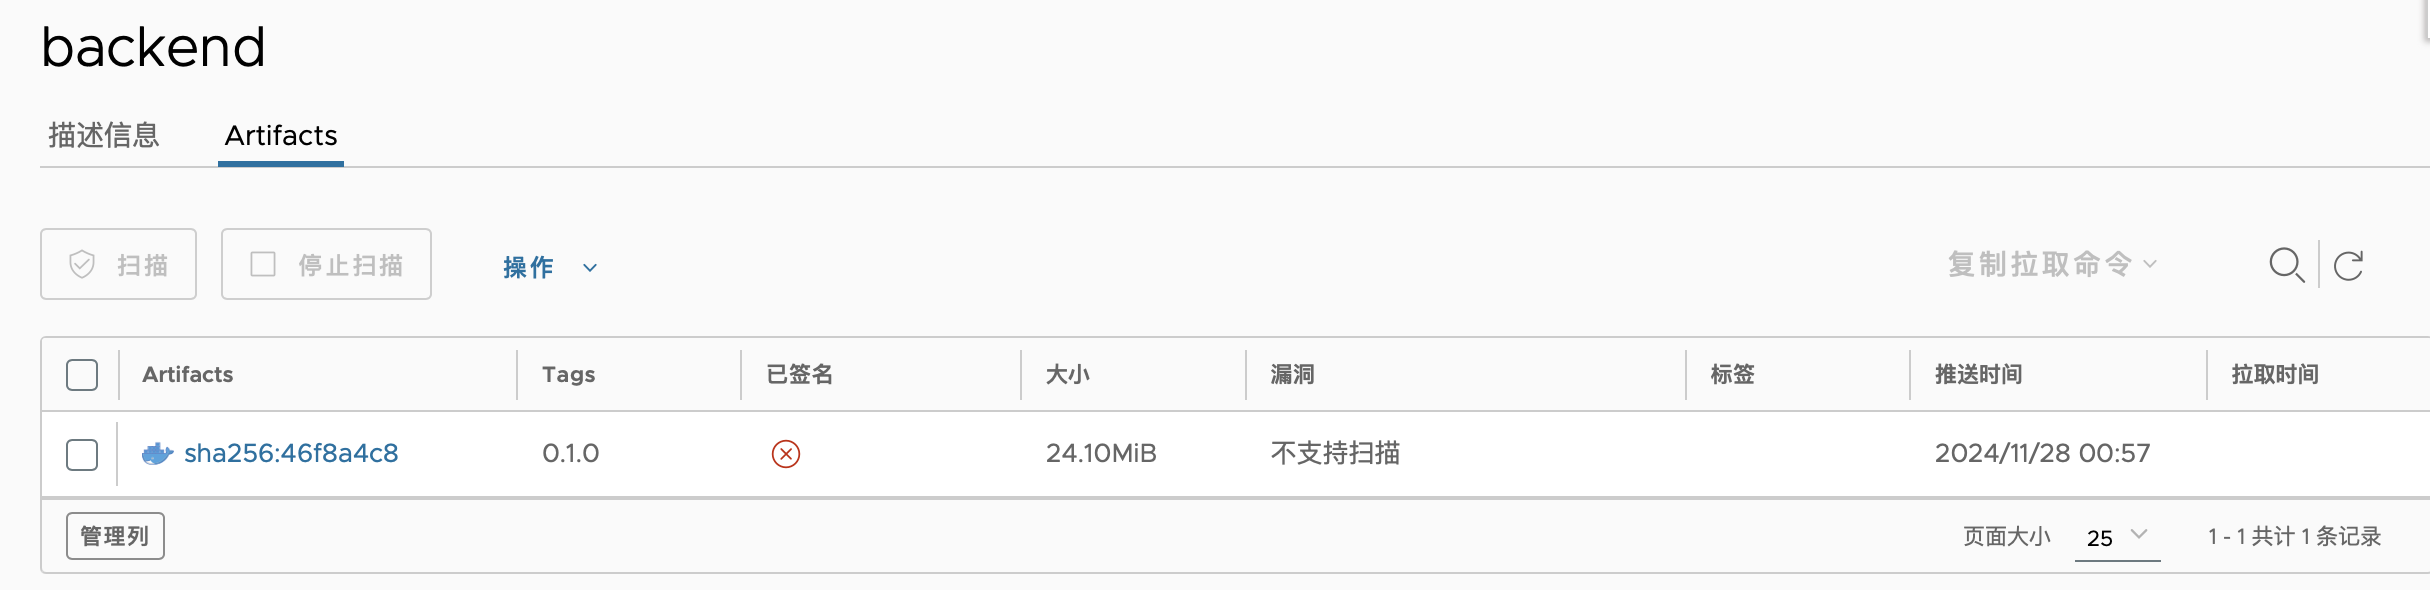 backend
描述信息 Artifacts
扫描 停止扫描 操作 复制拉取命令
Artifacts Tags 已签名 大小 漏洞 标签 推送时间 拉取时间
sha256:46f8a4c8 0.1.0 24.10MiB 不支持扫描 2024/11/28 00:57
管理列 页面大小 25 1 - 1 共计 1 条记录